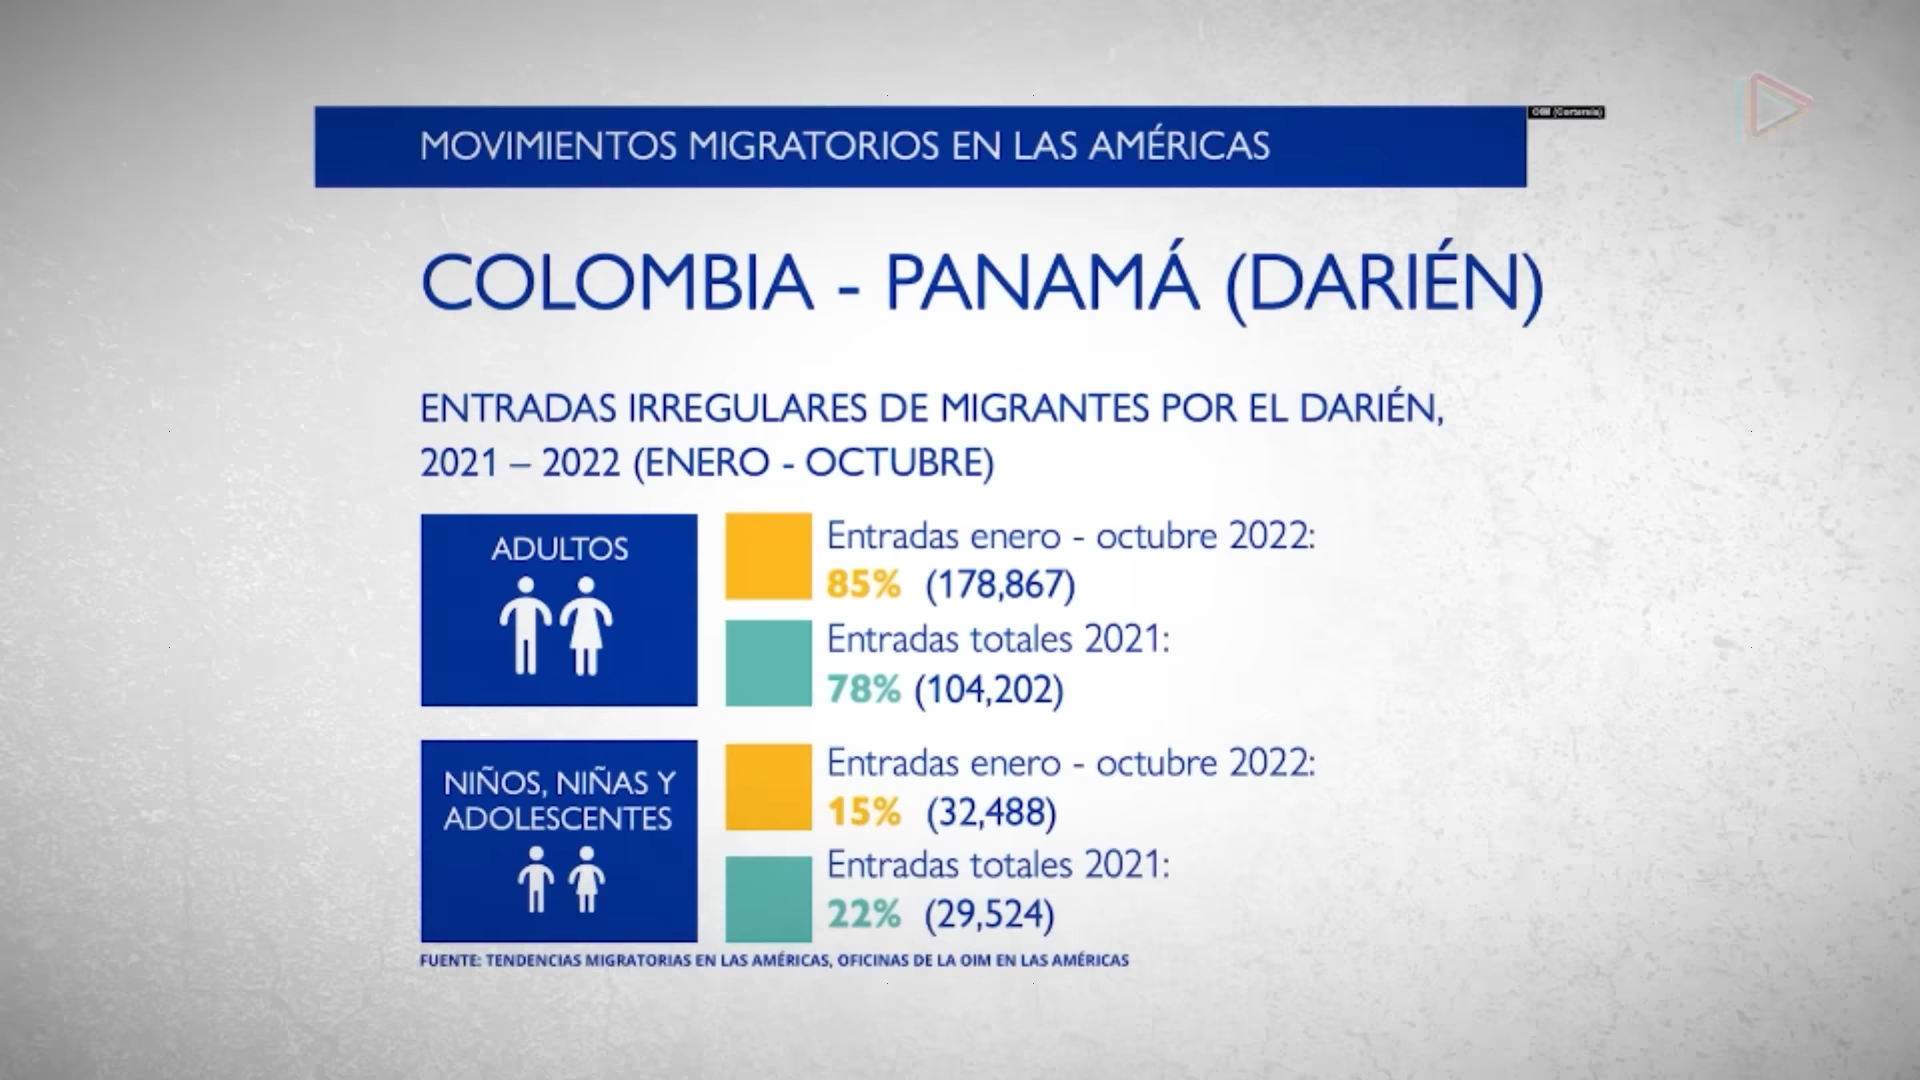 MOVIMIENTOS MIGRATORIOS EN LAS AMÉRICAS
OIM (Cortesía)
COLOMBIA - PANAMÁ (DARIÉN)
ENTRADAS IRREGULARES DE MIGRANTES POR EL DARIÉN,
2021 – 2022 (ENERO - OCTUBRE)
ADULTOS
Entradas enero - octubre 2022:
85% (178,867)
Entradas totales 2021:
78% (104,202)
NIÑOS, NIÑAS Y
ADOLESCENTES
Entradas enero - octubre 2022:
15% (32,488)
Entradas totales 2021:
22% (29,524)
FUENTE: TENDENCIAS MIGRATORIAS EN LAS AMÉRICAS, OFICINAS DE LA OIM EN LAS AMÉRICAS